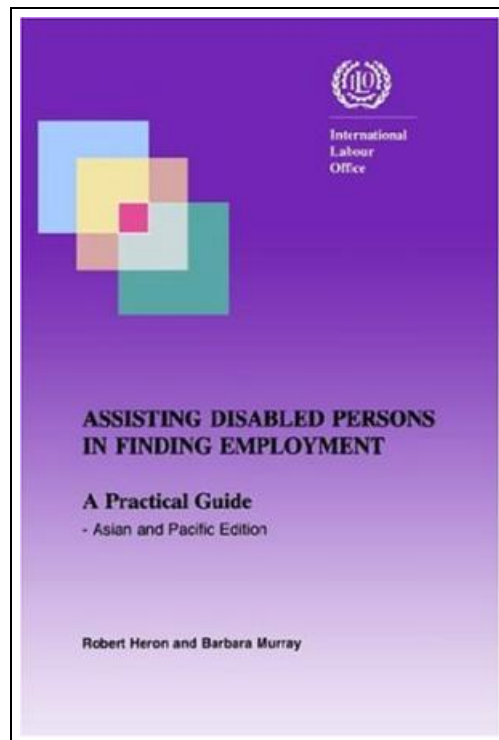 ILO
International
Labour
Office
ASSISTING DISABLED PERSONS
IN FINDING EMPLOYMENT
A Practical Guide
- Asian and Pacific Edition
Robert Heron and Barbara Murray